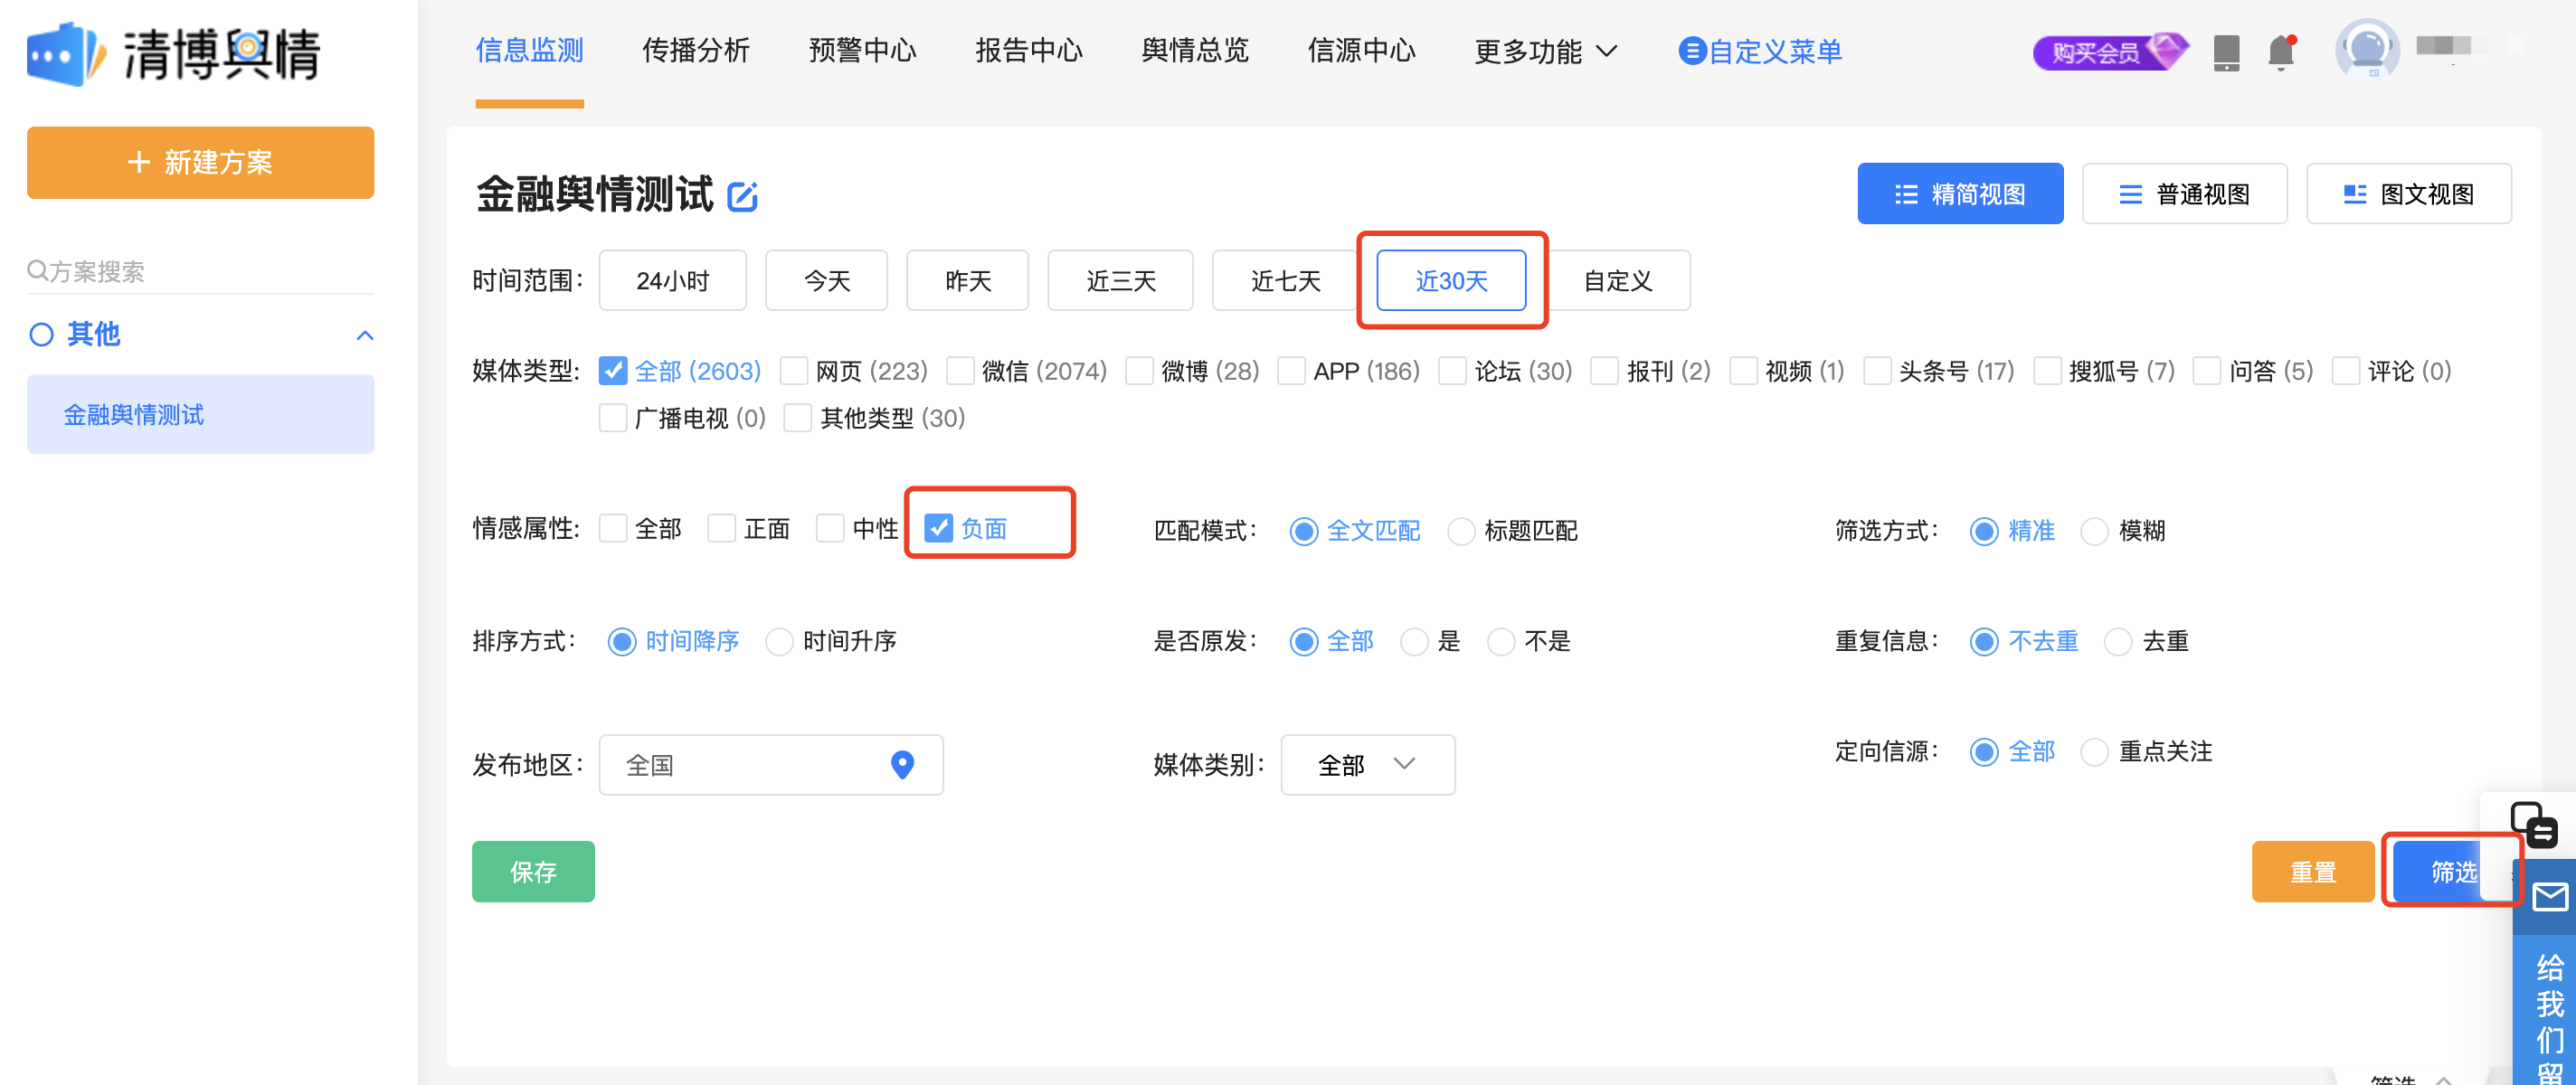 清博舆情
信息监测 传播分析 预警中心 报告中心 舆情总览 信源中心 更多功能 自定义菜单 购买会员
+ 新建方案
方案搜索
其他
金融舆情测试
金融舆情测试
精简视图 普通视图 图文视图
时间范围: 24小时 今天 昨天 近三天 近七天 近30天 自定义
媒体类型: 全部 (2603) 网页 (223) 微信 (2074) 微博 (28) APP (186) 论坛 (30) 报刊 (2) 视频 (1) 头条号 (17) 搜狐号 (7) 问答 (5) 评论 (0)
广播电视 (0) 其他类型 (30)
情感属性: 全部 正面 中性 负面 匹配模式: 全文匹配 标题匹配 筛选方式: 精准 模糊
排序方式: 时间降序 时间升序 是否原发: 全部 是 不是 重复信息: 不去重 去重
发布地区: 全国 媒体类别: 全部 定向信源: 全部 重点关注
保存 重置 筛选
给
我
们
留
筛选